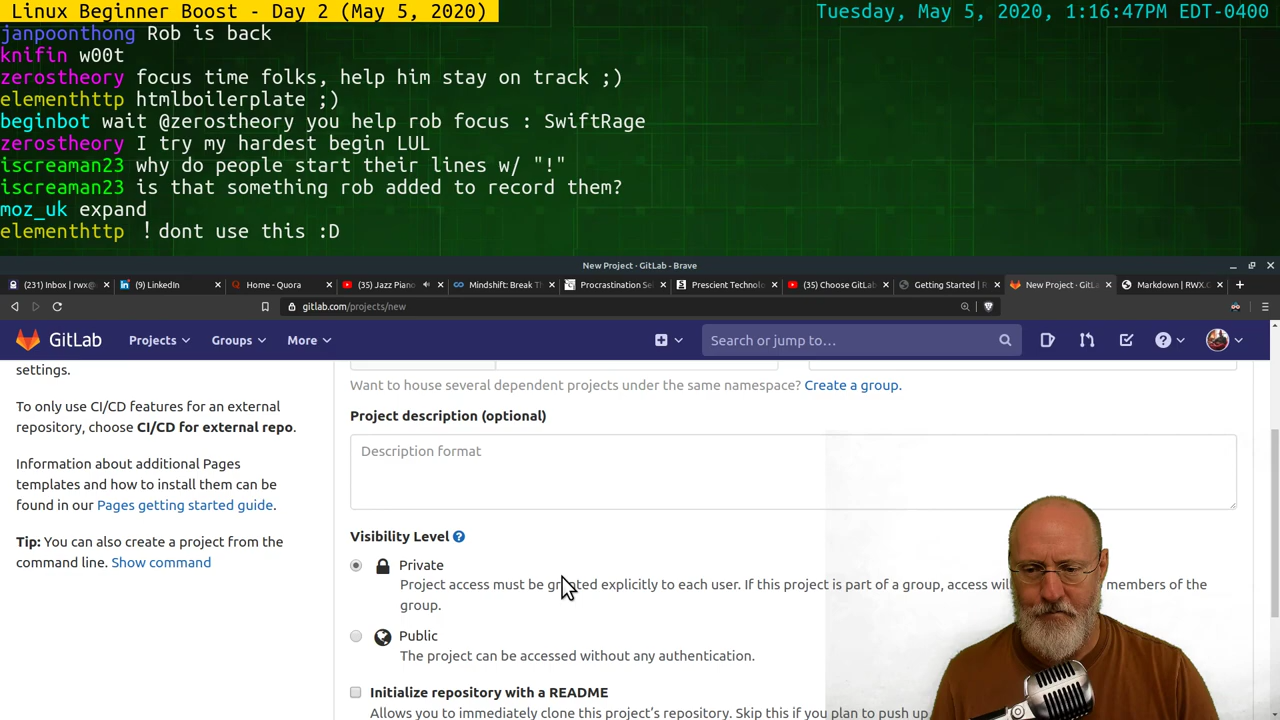 Linux Beginner Boost - Day 2 (May 5, 2020)
Tuesday, May 5, 2020, 1:16:47PM EDT-0400
janpoonthong Rob is back
knifin w00t
zerostheory focus time folks, help him stay on track ;)
elementhttp htmlboilerplate ;)
beginbot wait @zerostheory you help rob focus : SwiftRage
zerostheory I try my hardest begin LUL
iscreaman23 why do people start their lines w/ "!"
iscreaman23 is that something rob added to record them?
moz_uk expand
elementhttp ! dont use this :D
New Project · GitLab - Brave
(231) Inbox | rwx@
(9) LinkedIn
Home - Quora
(35) Jazz Piano
Mindshift: Break T
Procrastination Se
Prescient Technolo
(35) Choose GitLab
Getting Started | R
New Project · GitLa
Markdown | RWX.G
gitlab.com/projects/new
GitLab
Projects
Groups
More
Search or jump to...
settings.
To only use CI/CD features for an external
repository, choose CI/CD for external repo.
Information about additional Pages
templates and how to install them can be
found in our Pages getting started guide.
Tip: You can also create a project from the
command line. Show command
Want to house several dependent projects under the same namespace? Create a group.
Project description (optional)
Description format
Visibility Level
Private
Project access must be granted explicitly to each user. If this project is part of a group, access will members of the
group.
Public
The project can be accessed without any authentication.
Initialize repository with a README
Allows you to immediately clone this project's repository. Skip this if you plan to push up